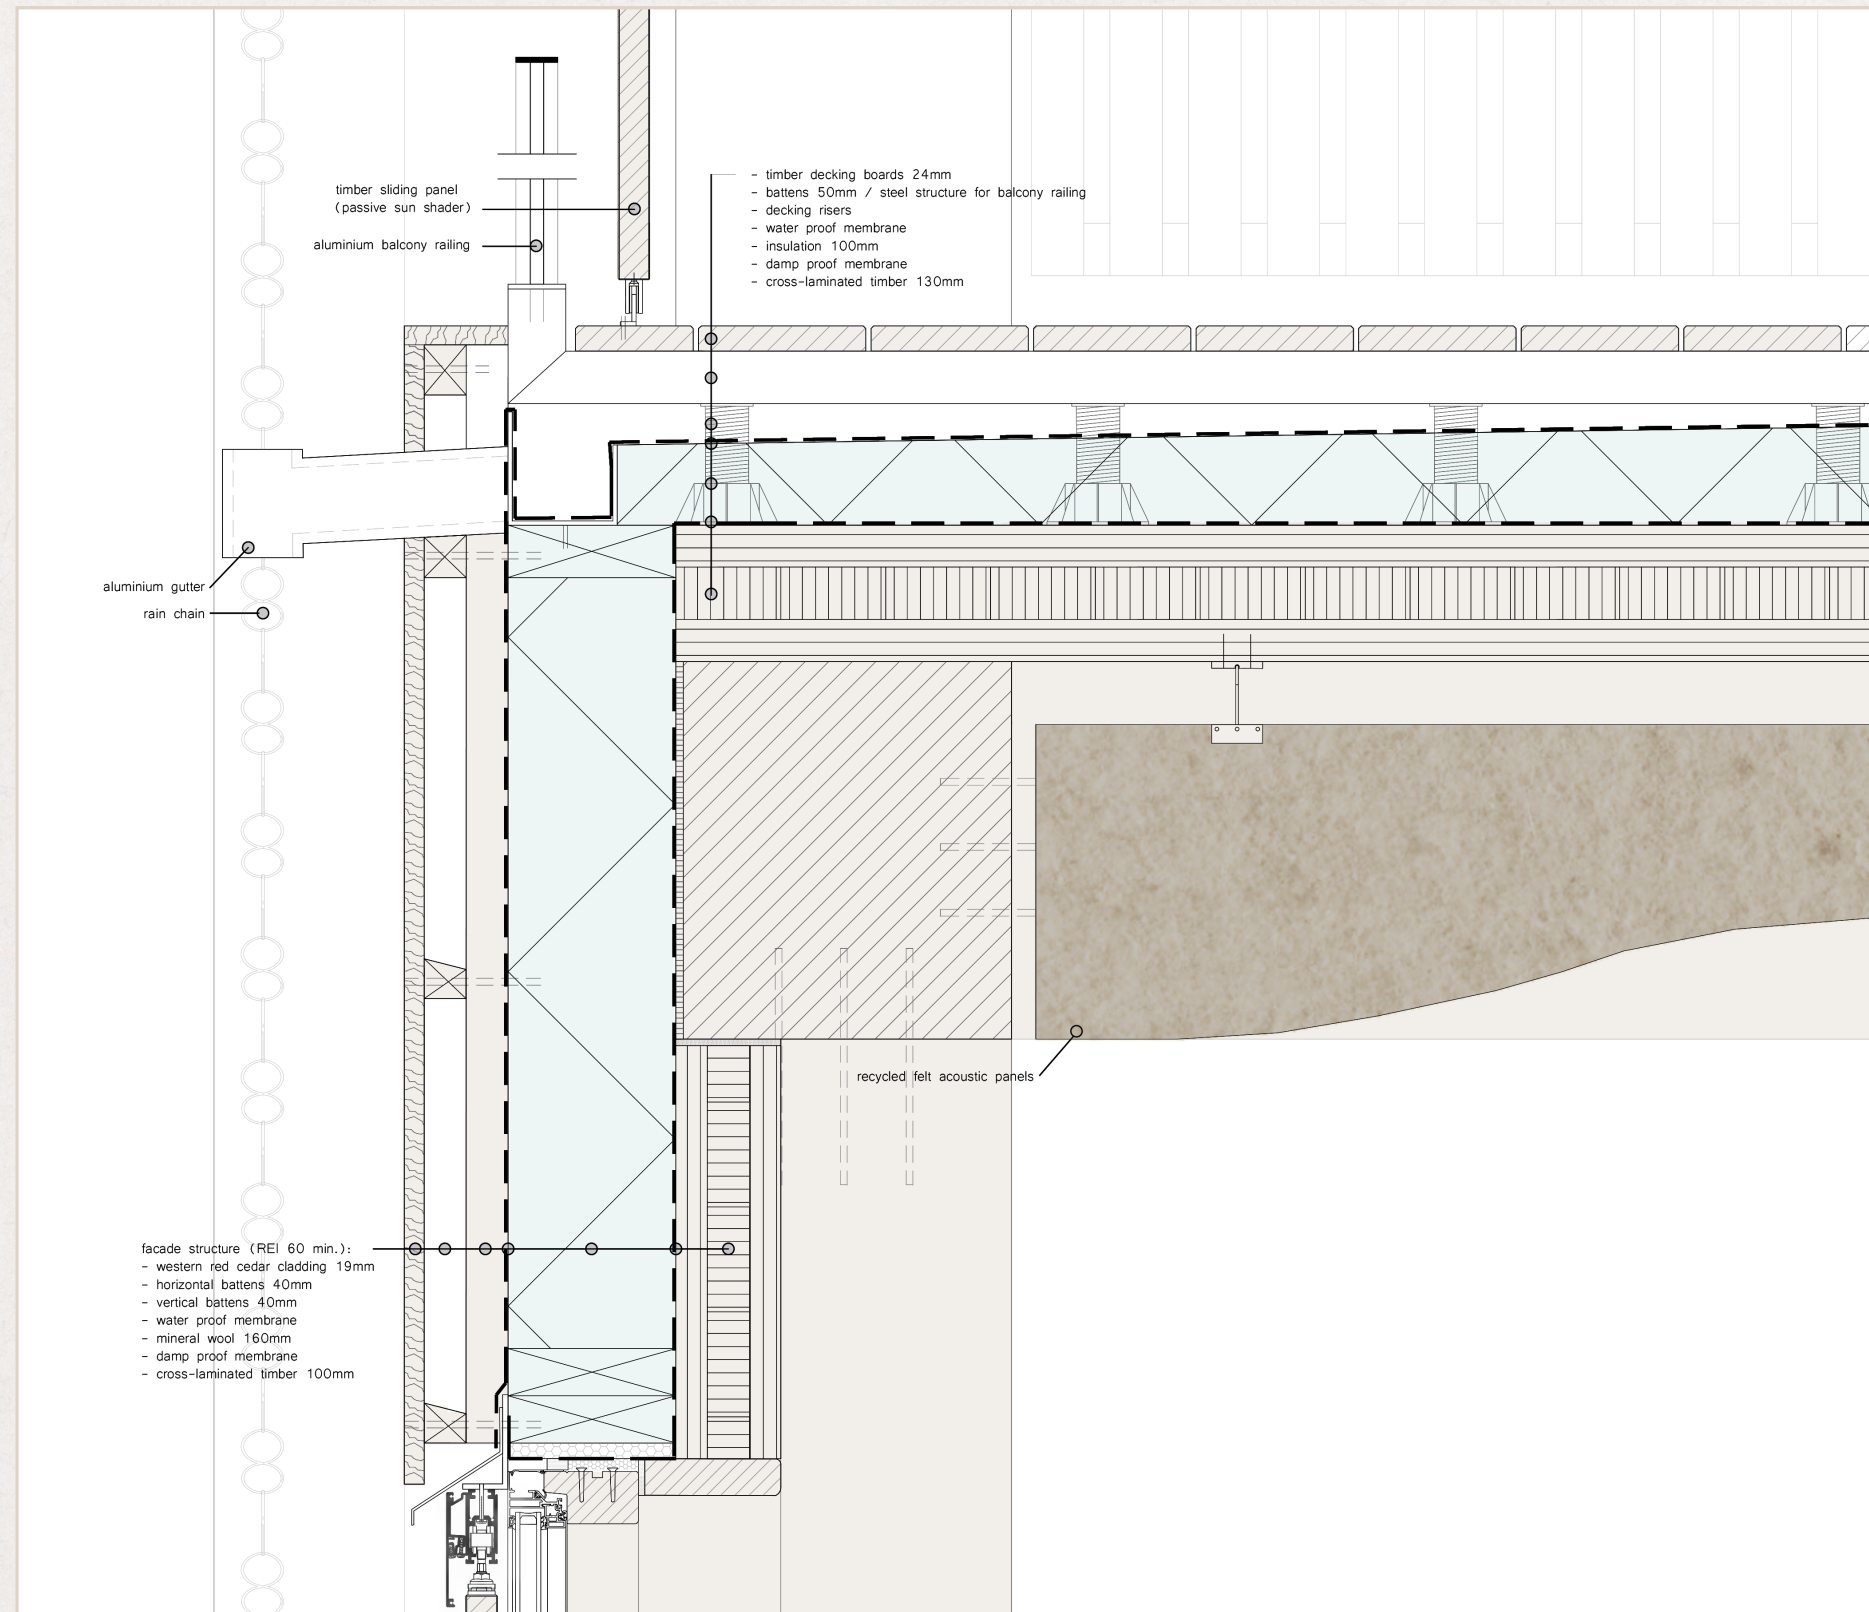 timber sliding panel
(passive sun shader)
aluminium balcony railing
- timber decking boards 24mm
- battens 50mm / steel structure for balcony railing
- decking risers
- water proof membrane
- insulation 100mm
- damp proof membrane
- cross-laminated timber 130mm
aluminium gutter
rain chain
recycled felt acoustic panels
facade structure (REI 60 min.):
- western red cedar cladding 19mm
- horizontal battens 40mm
- vertical battens 40mm
- water proof membrane
- mineral wool 160mm
- damp proof membrane
- cross-laminated timber 100mm